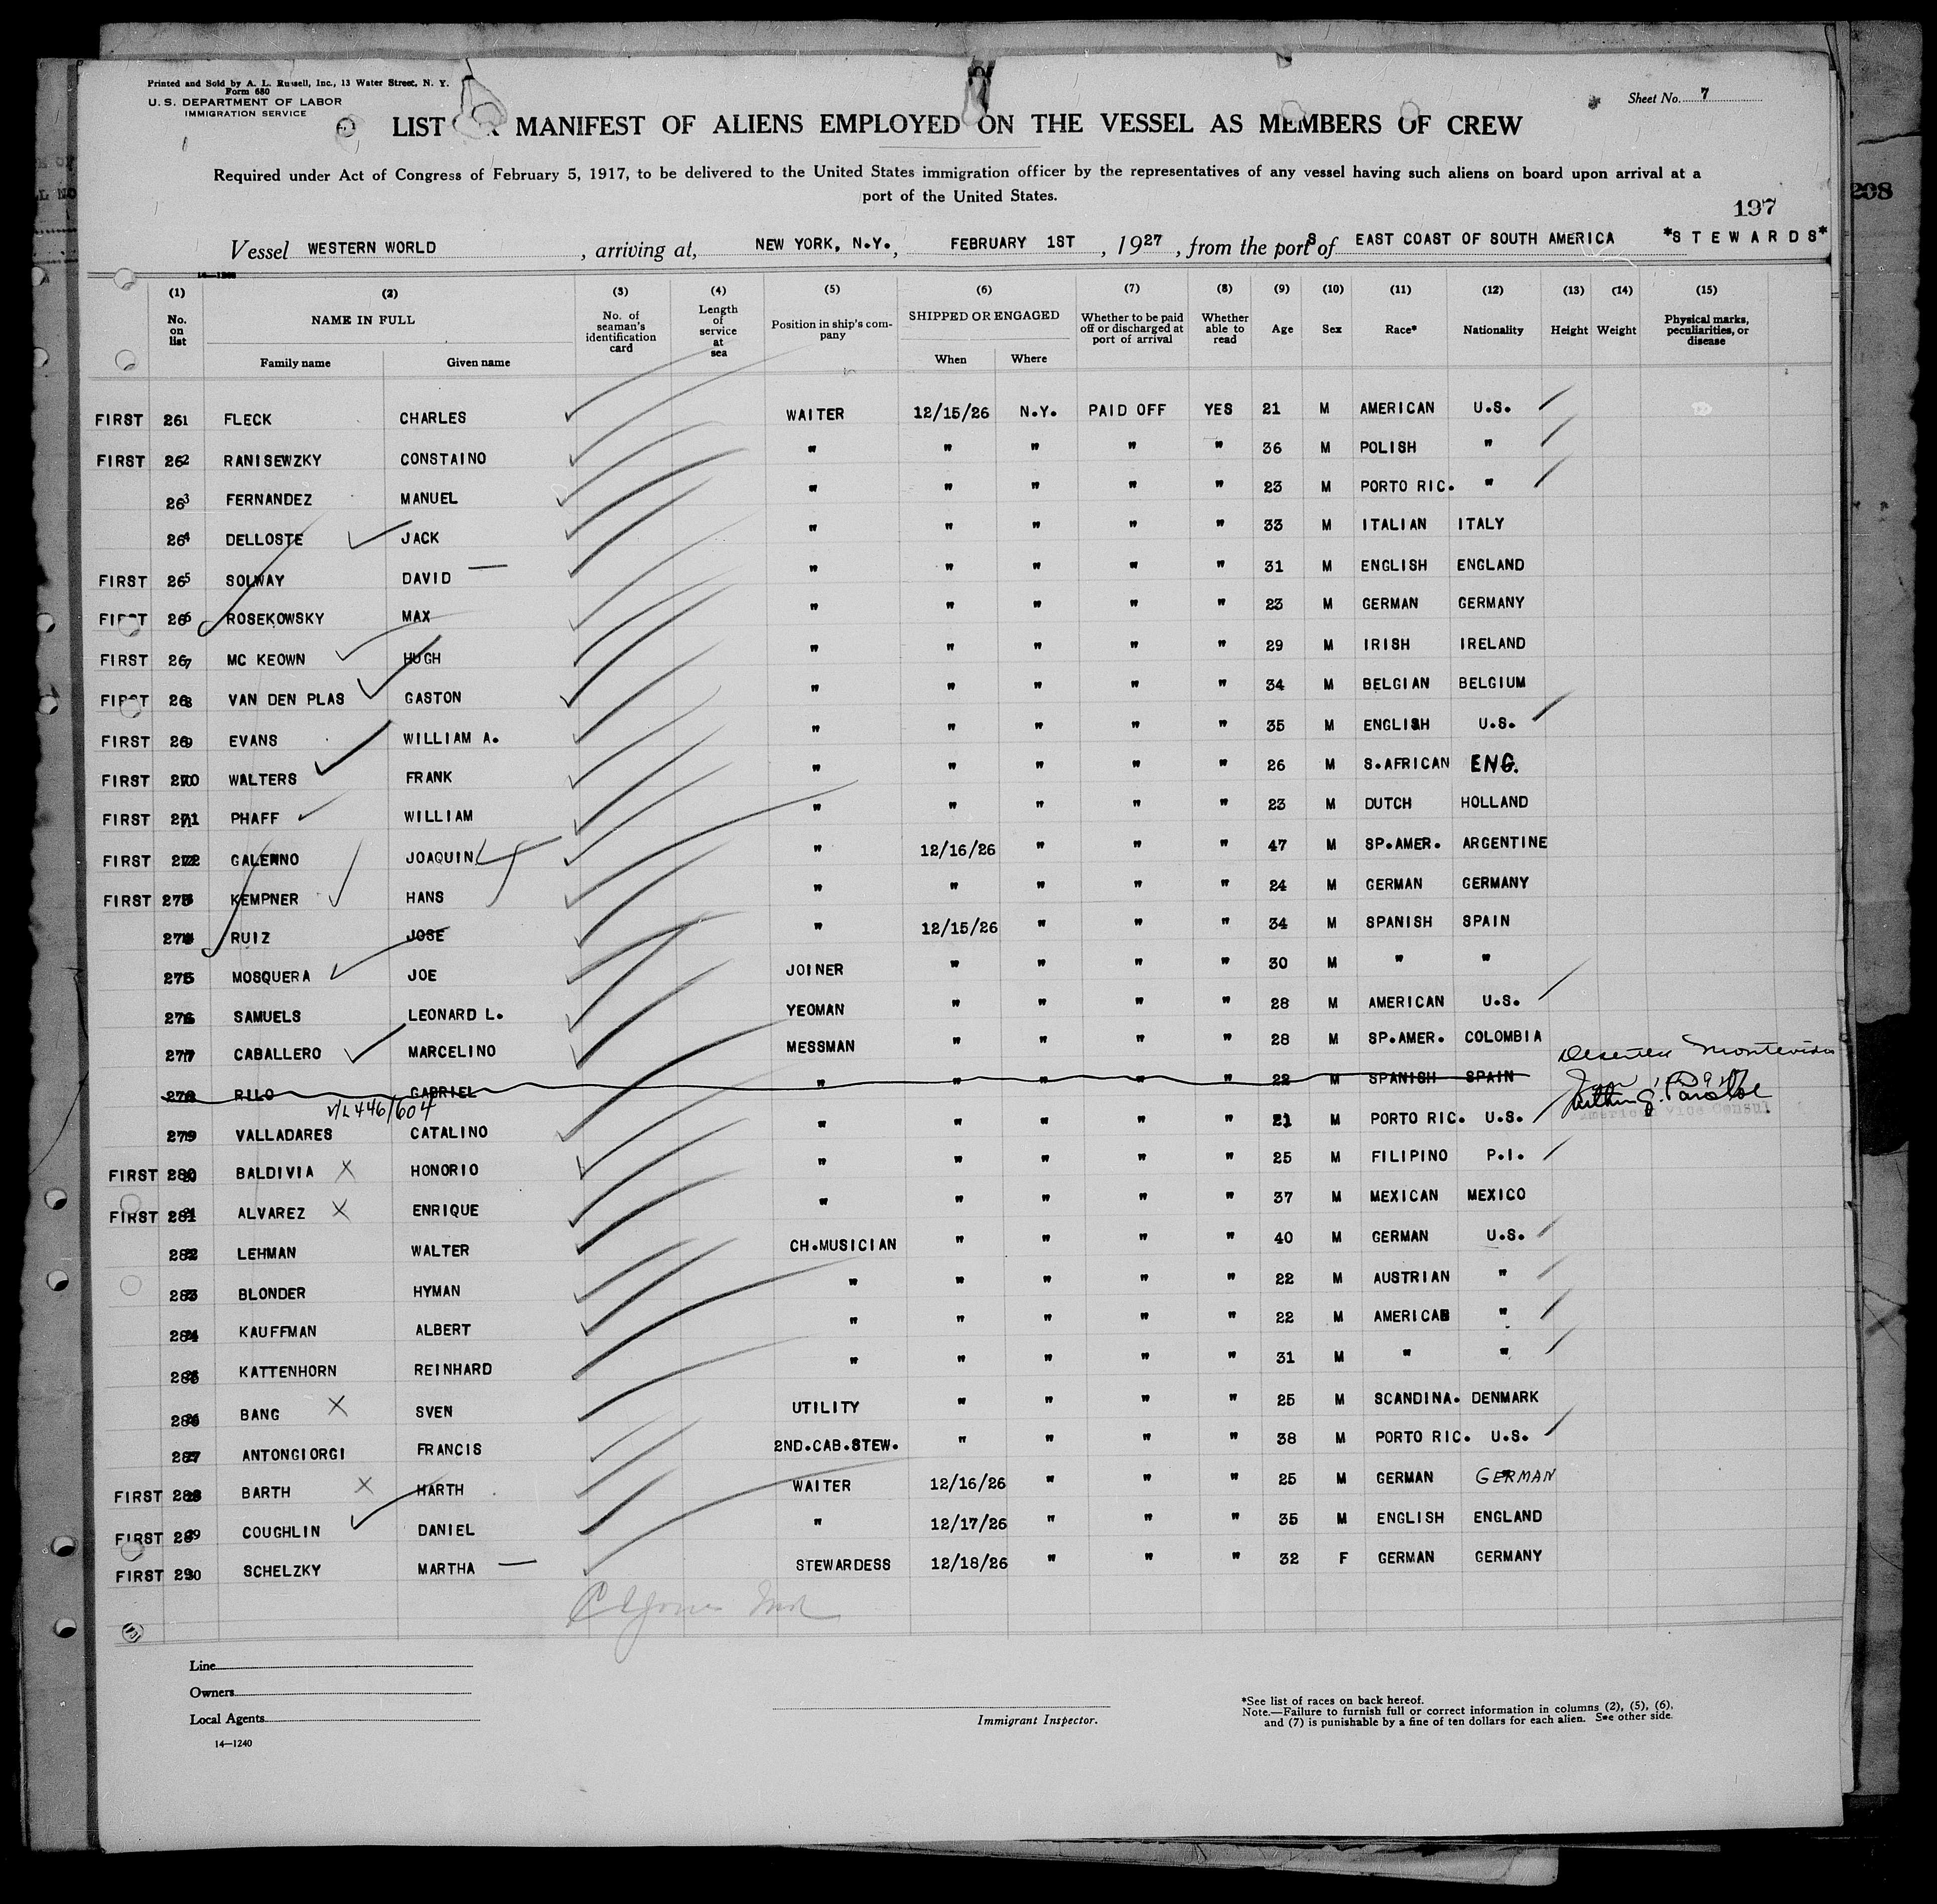 Printed and Sold by A. L. Russell, Inc., 13 Water Street, N. Y.
Form 680
U. S. DEPARTMENT OF LABOR
IMMIGRATION SERVICE
Sheet No. 7
LIST MANIFEST OF ALIENS EMPLOYED ON THE VESSEL AS MEMBERS OF CREW
Required under Act of Congress of February 5, 1917, to be delivered to the United States immigration officer by the representatives of any vessel having such aliens on board upon arrival at a
port of the United States.
197
208
Vessel WESTERN WORLD , arriving at, NEW YORK, N.Y., FEBRUARY 1ST , 1927 , from the portS of EAST COAST OF SOUTH AMERICA *STEWARDS*
(1) (2) (3) (4) (5) (6) (7) (8) (9) (10) (11) (12) (13) (14) (15)
No. on list NAME IN FULL No. of seaman's identification card Length of service at sea Position in ship's company SHIPPED OR ENGAGED Whether to be paid off or discharged at port of arrival Whether able to read Age Sex Race* Nationality Height Weight Physical marks, peculiarities, or disease
Family name Given name When Where
FIRST 261 FLECK CHARLES WAITER 12/15/26 N.Y. PAID OFF YES 21 M AMERICAN U.S.
FIRST 262 RANISEWZKY CONSTAINO " " " " " 36 M POLISH "
263 FERNANDEZ MANUEL " " " " " 23 M PORTO RIC. "
264 DELLOSTE JACK " " " " " 33 M ITALIAN ITALY
FIRST 265 SOLWAY DAVID " " " " " 31 M ENGLISH ENGLAND
FIRST 266 ROSEKOWSKY MAX " " " " " 23 M GERMAN GERMANY
FIRST 267 MC KEOWN HUGH " " " " " 29 M IRISH IRELAND
FIRST 268 VAN DEN PLAS GASTON " " " " " 34 M BELGIAN BELGIUM
FIRST 269 EVANS WILLIAM A. " " " " " 35 M ENGLISH U.S.
FIRST 270 WALTERS FRANK " " " " " 26 M S.AFRICAN ENG.
FIRST 271 PHAFF WILLIAM " " " " " 23 M DUTCH HOLLAND
FIRST 272 GALENNO JOAQUIN " 12/16/26 " " " 47 M SP.AMER. ARGENTINE
FIRST 273 KEMPNER HANS " " " " " 24 M GERMAN GERMANY
274 RUIZ JOSE " 12/15/26 " " " 34 M SPANISH SPAIN
275 MOSQUERA JOE JOINER " " " " 30 M " "
276 SAMUELS LEONARD L. YEOMAN " " " " 28 M AMERICAN U.S.
277 CABALLERO MARCELINO MESSMAN " " " " 28 M SP.AMER. COLOMBIA
Deserted Montevideo
278 RILO GABRIEL " " " " " 22 M SPANISH SPAIN
V/L 446/604
American Vice Consul
279 VALLADARES CATALINO " " " " " 21 M PORTO RIC. U.S.
FIRST 280 BALDIVIA HONORIO " " " " " 25 M FILIPINO P.I.
FIRST 281 ALVAREZ ENRIQUE " " " " " 37 M MEXICAN MEXICO
282 LEHMAN WALTER CH.MUSICIAN " " " " 40 M GERMAN U.S.
283 BLONDER HYMAN " " " " " 22 M AUSTRIAN "
284 KAUFFMAN ALBERT " " " " " 22 M AMERICAN "
285 KATTENHORN REINHARD " " " " " 31 M " "
286 BANG SVEN UTILITY " " " " 25 M SCANDINA. DENMARK
287 ANTONGIORGI FRANCIS 2ND.CAB.STEW. " " " " 38 M PORTO RIC. U.S.
FIRST 288 BARTH HARTH WAITER 12/16/26 " " " 25 M GERMAN GERMAN
FIRST 289 COUGHLIN DANIEL " 12/17/26 " " " 35 M ENGLISH ENGLAND
FIRST 290 SCHELZKY MARTHA STEWARDESS 12/18/26 " " " 32 F GERMAN GERMANY
Line
Owners
Local Agents
Immigrant Inspector.
*See list of races on back hereof.
Note.—Failure to furnish full or correct information in columns (2), (5), (6),
and (7) is punishable by a fine of ten dollars for each alien. See other side.
14—1240